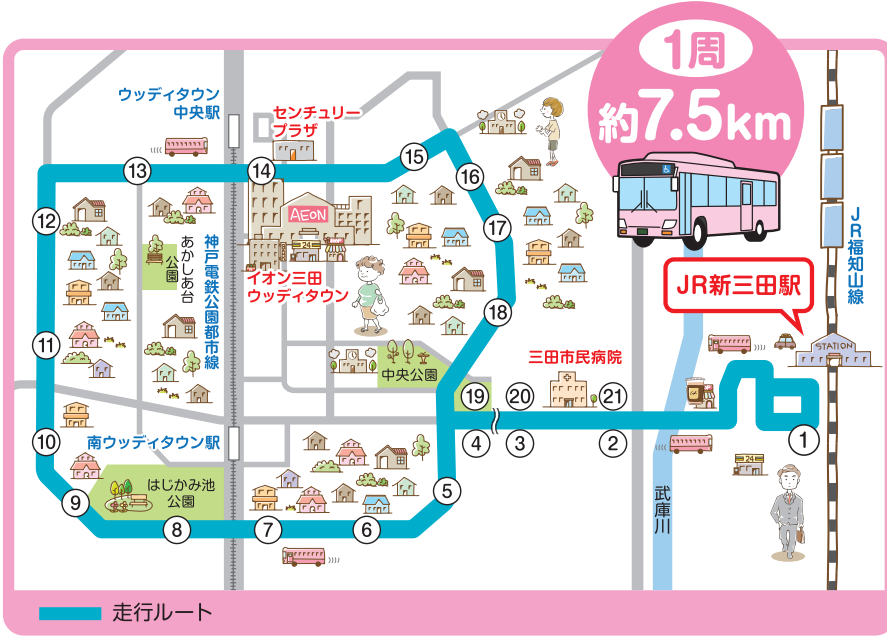 1周
約7.5km
ウッディタウン
中央駅
センチュリー
プラザ
15
13
14
16
12
AEON
17
あかしあ台
公園
神戸電鉄公園都市線
24
イオン三田
ウッディタウン
JR福知山線
JR新三田駅
STATION
18
11
三田市民病院
中央公園
19
20
21
10
南ウッディタウン駅
4
3
2
1
24
はじかみ池
公園
9
8
7
6
5
武庫川
走行ルート